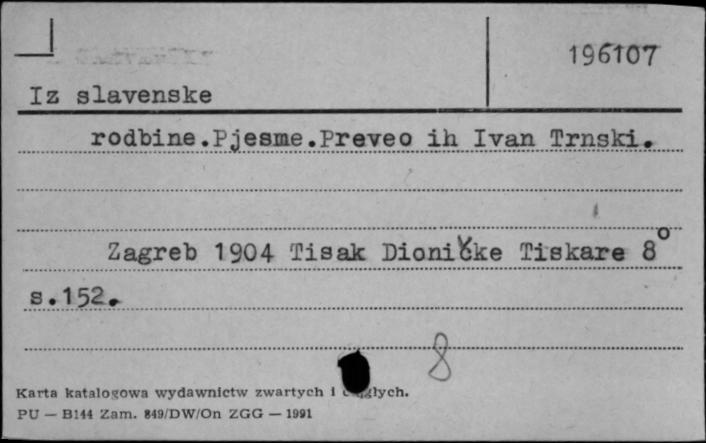 196107
Iz slavenske
rodbine.Pjesme.Preveo ih Ivan Trnski.
Zagreb 1904 Tisak Dioničke Tiskare 8°
s.152.
8
Karta katalogowa wydawnictw zwartych i ciągłych.
PU — B144 Zam. 849/DW/On ZGG — 1991